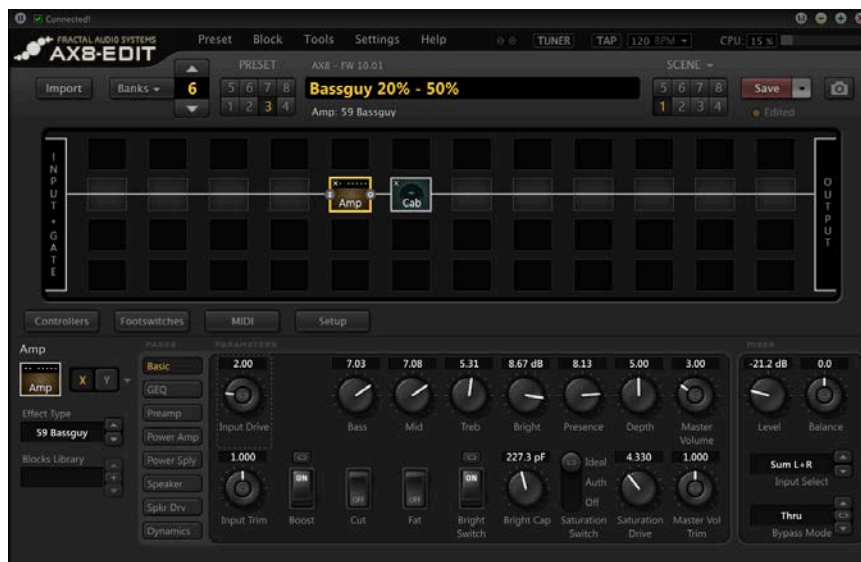 Connected!
FRACTAL AUDIO SYSTEMS
AX8-EDIT
Preset Block Tools Settings Help
TUNER TAP 120 BPM CPU: 15 %
PRESET AX8 - FW 10.01 SCENE
Import Banks 6
5 6 7 8
1 2 3 4
Bassguy 20% - 50%
Amp: 59 Bassguy
5 6 7 8
1 2 3 4
Save
Edited
INPUT + GATE
Amp
Cab
OUTPUT
Controllers Footswitches MIDI Setup
Amp
Amp
X Y
Effect Type
59 Bassguy
Blocks Library
PAGES
Basic
GEQ
Preamp
Power Amp
Power Sply
Speaker
Spkr Drv
Dynamics
PARAMETERS
2.00 7.03 7.08 5.31 8.67 dB 8.13 5.00 3.00
Input Drive Bass Mid Treb Bright Presence Depth Master Volume
1.000 ON OFF OFF ON 227.3 pF Ideal Auth Off 4.330 1.000
Input Trim Boost Cut Fat Bright Switch Bright Cap Saturation Switch Saturation Drive Master Vol Trim
MIXER
-21.2 dB 0.0
Level Balance
Sum L+R
Input Select
Thru
Bypass Mode